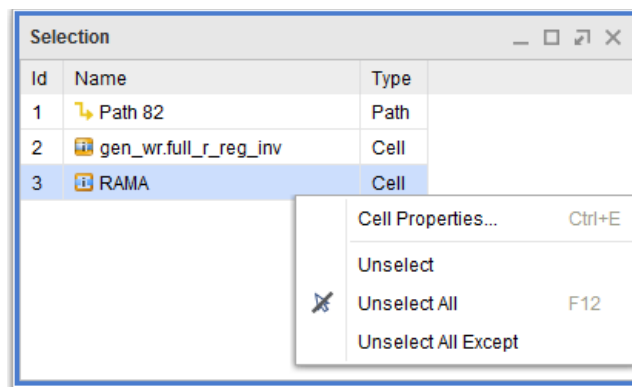 Selection
Id Name Type
1 Path 82 Path
2 gen_wr.full_r_reg_inv Cell
3 RAMA Cell
Cell Properties... Ctrl+E
Unselect
Unselect All F12
Unselect All Except